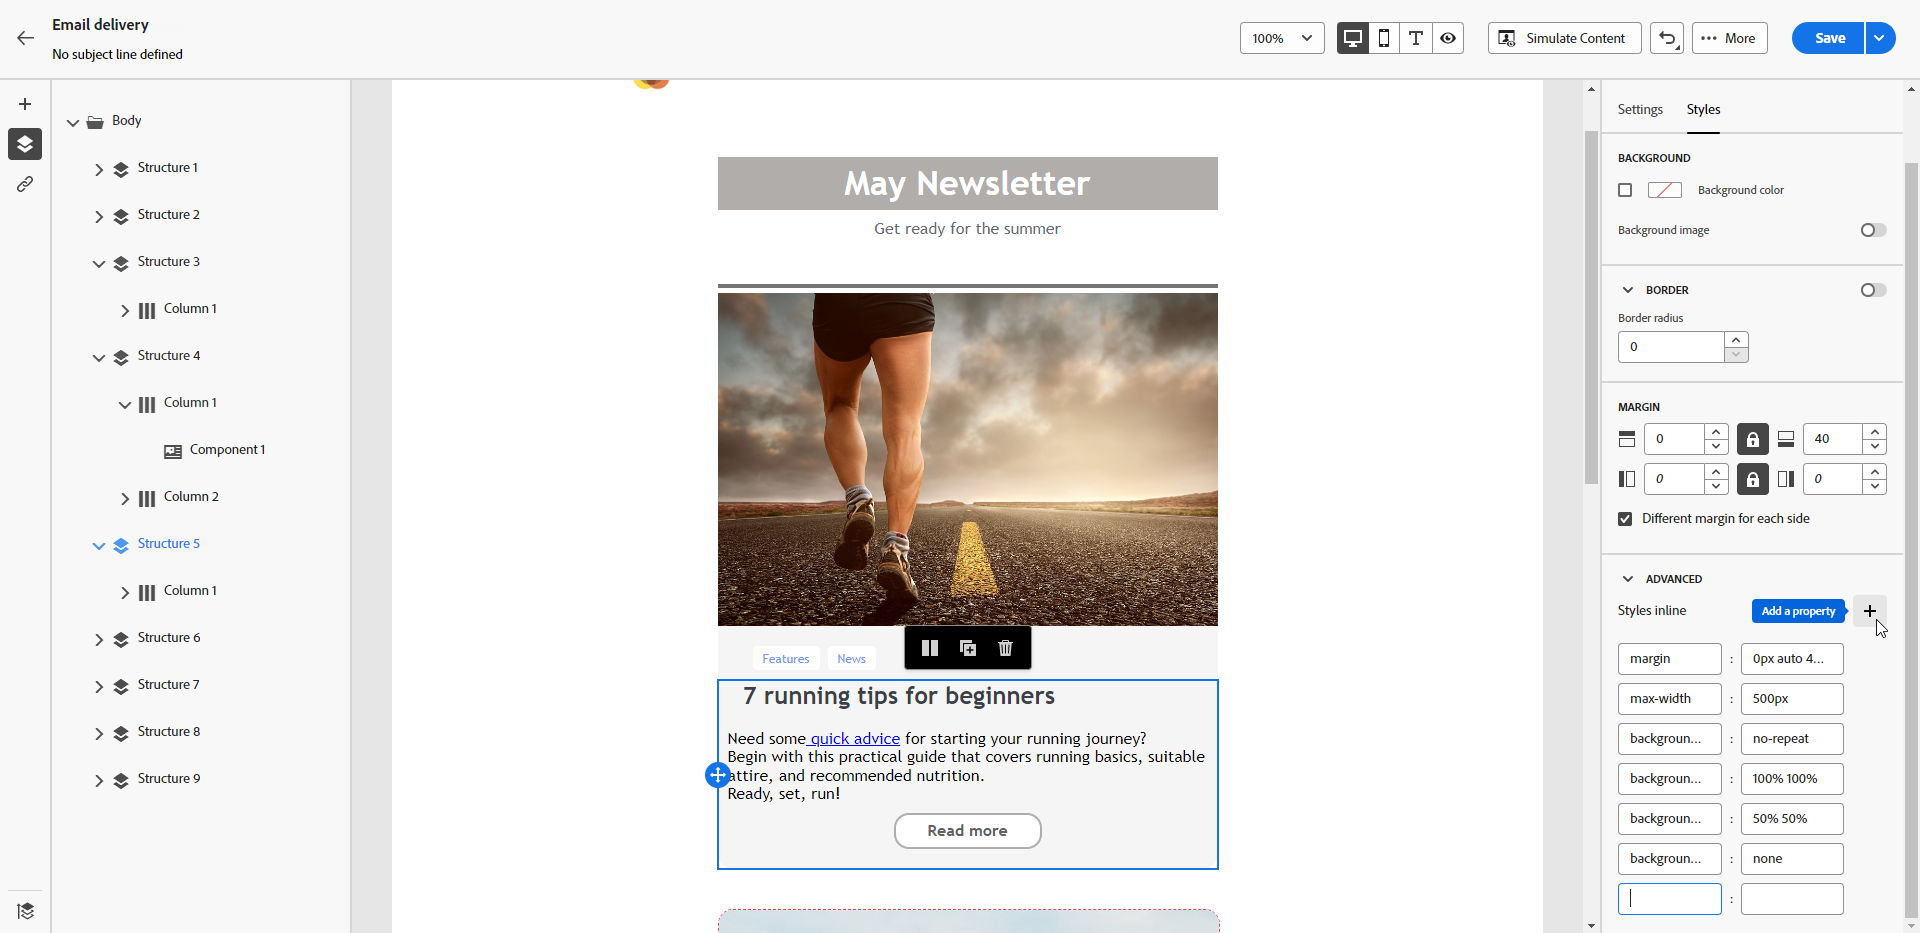 Email delivery
No subject line defined
100%
Simulate Content
More
Save
Body
Structure 1
Structure 2
Structure 3
Column 1
Structure 4
Column 1
Component 1
Column 2
Structure 5
Column 1
Structure 6
Structure 7
Structure 8
Structure 9
May Newsletter
Get ready for the summer
Features
News
7 running tips for beginners
Need some quick advice for starting your running journey?
Begin with this practical guide that covers running basics, suitable
attire, and recommended nutrition.
Ready, set, run!
Read more
Settings
Styles
BACKGROUND
Background color
Background image
BORDER
Border radius
0
MARGIN
0
40
0
0
Different margin for each side
ADVANCED
Styles inline
Add a property
margin : 0px auto 4...
max-width : 500px
backgroun... : no-repeat
backgroun... : 100% 100%
backgroun... : 50% 50%
backgroun... : none
: